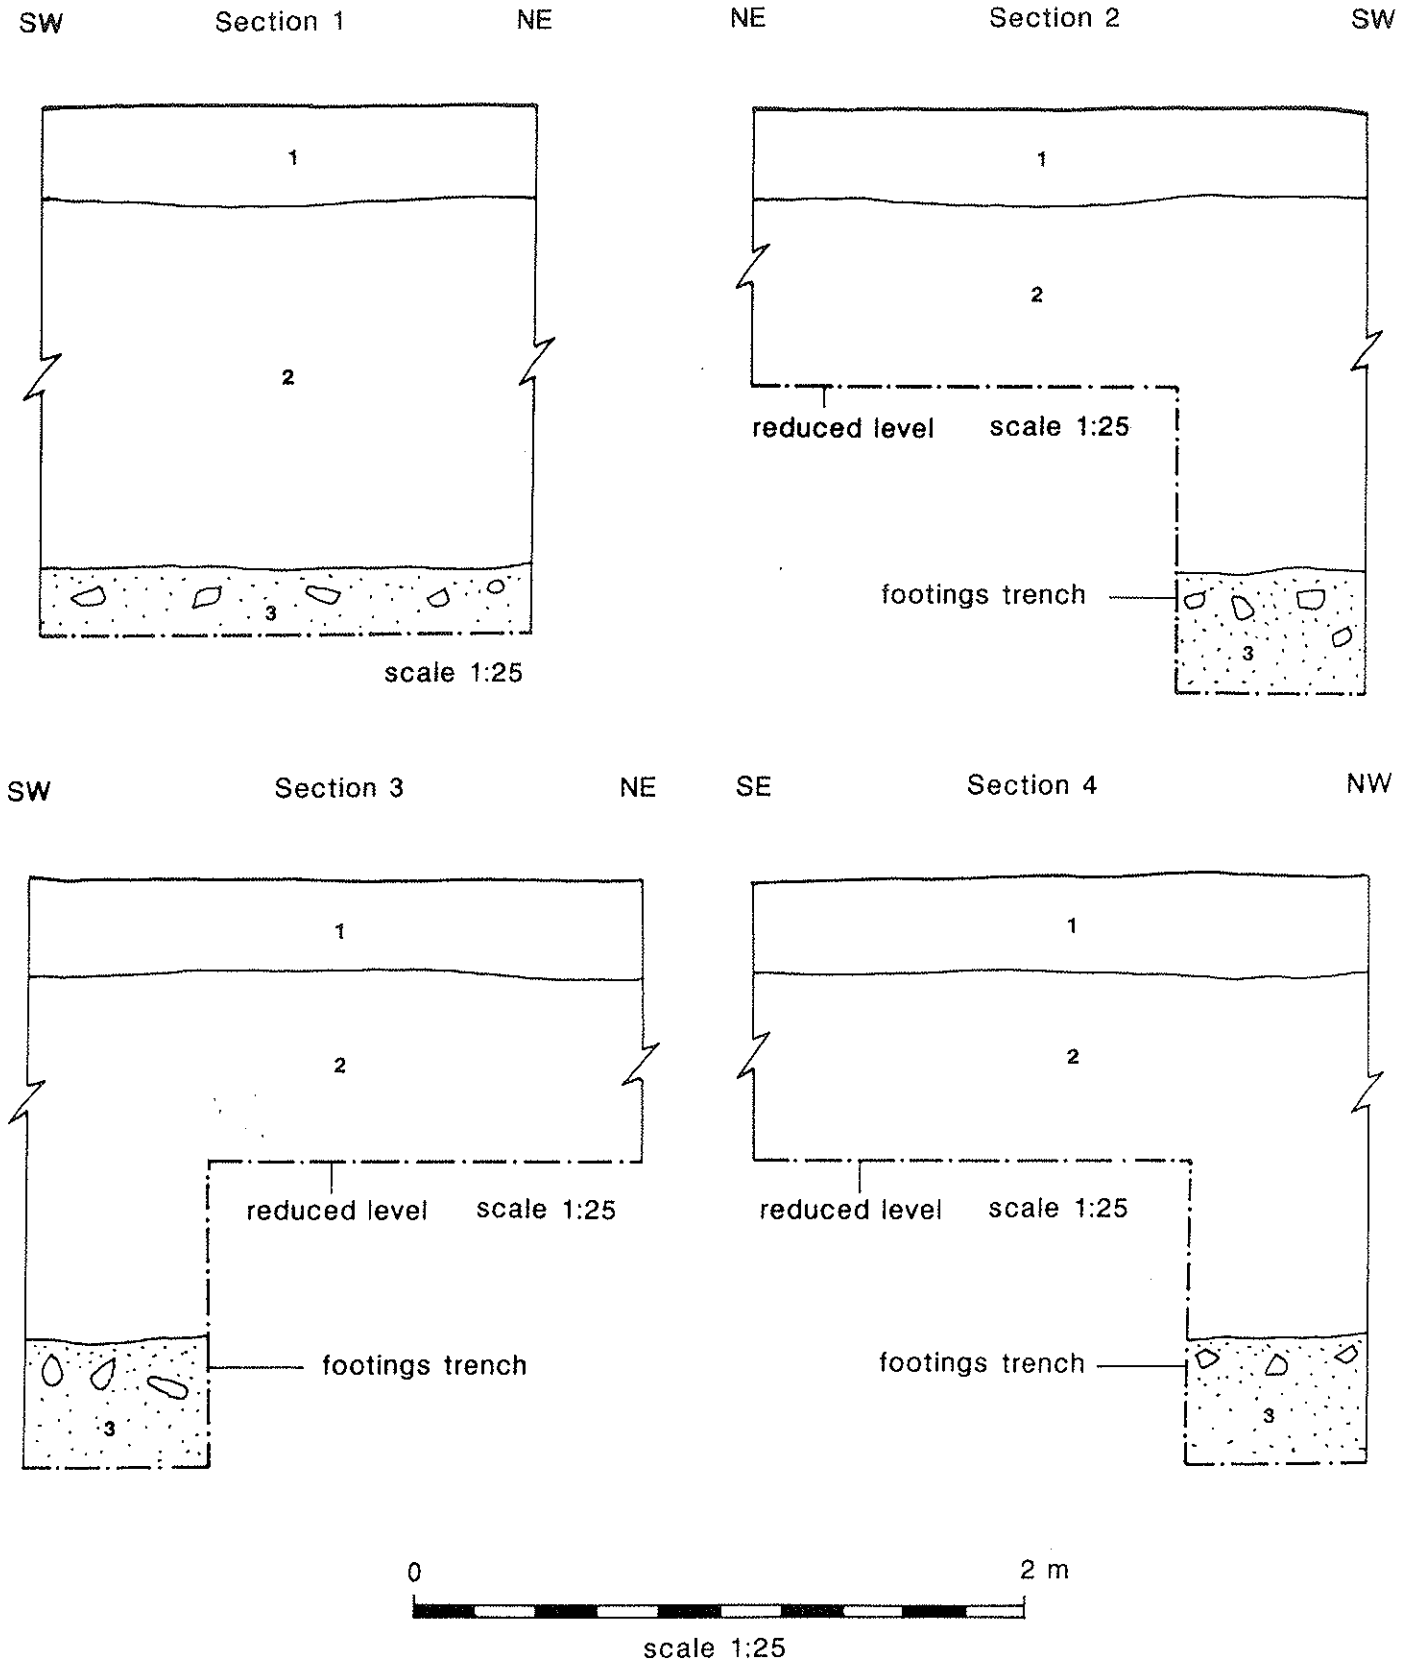 SW Section 1 NE
1
2
3
scale 1:25
NE Section 2 SW
1
2
reduced level scale 1:25
footings trench
3
SW Section 3 NE
1
2
reduced level scale 1:25
footings trench
3
SE Section 4 NW
1
2
reduced level scale 1:25
footings trench
3
0 2 m
scale 1:25